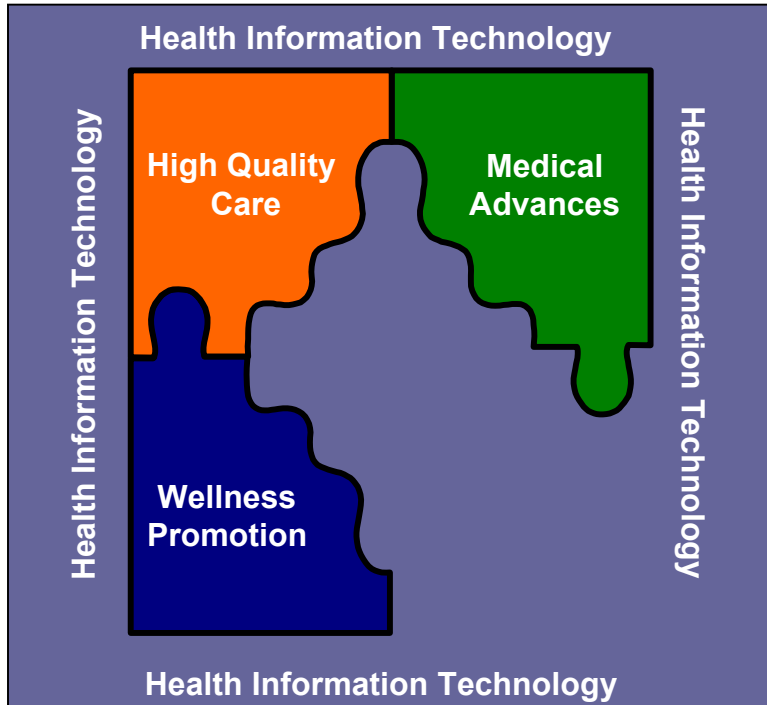 Health Information Technology
Health Information Technology
High Quality
Care
Medical
Advances
Health Information Technology
Wellness
Promotion
Health Information Technology